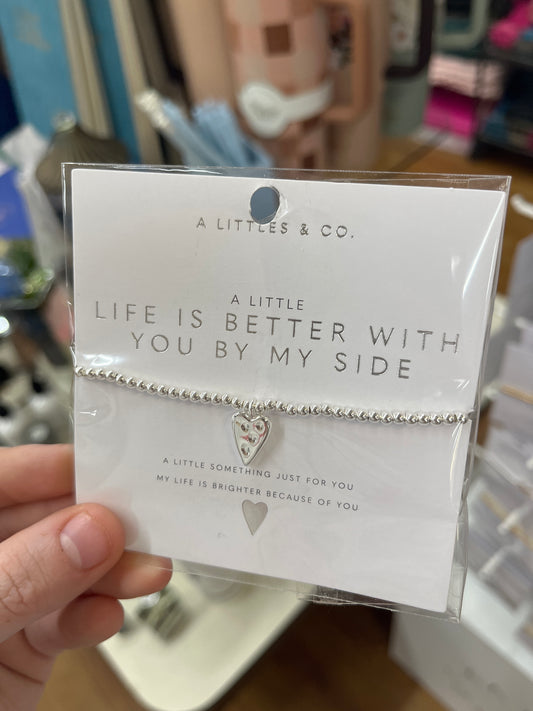 A LITTLES & CO.
A LITTLE
LIFE IS BETTER WITH
YOU BY MY SIDE
A LITTLE SOMETHING JUST FOR YOU
MY LIFE IS BRIGHTER BECAUSE OF YOU